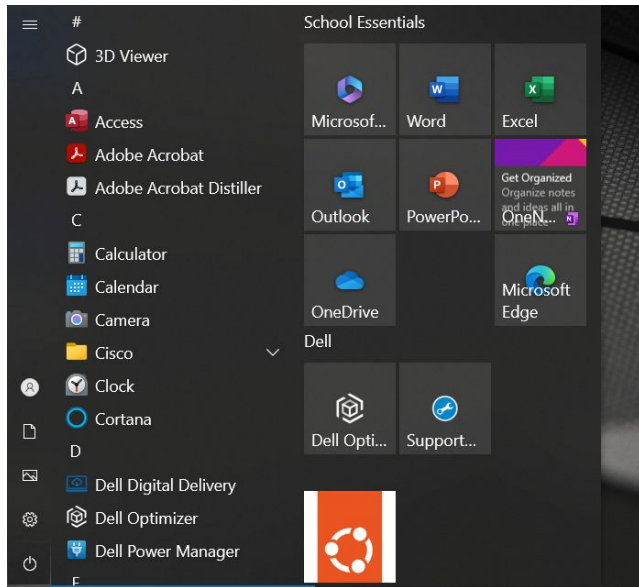 #
3D Viewer
A
Access
Adobe Acrobat
Adobe Acrobat Distiller
C
Calculator
Calendar
Camera
Cisco
Clock
Cortana
D
Dell Digital Delivery
Dell Optimizer
Dell Power Manager
School Essentials
Microsof...
Word
Excel
Outlook
PowerPo...
Get Organized
Organize notes
and ideas all in
one place
OneN...
OneDrive
Microsoft
Edge
Dell
Dell Opti...
Support...